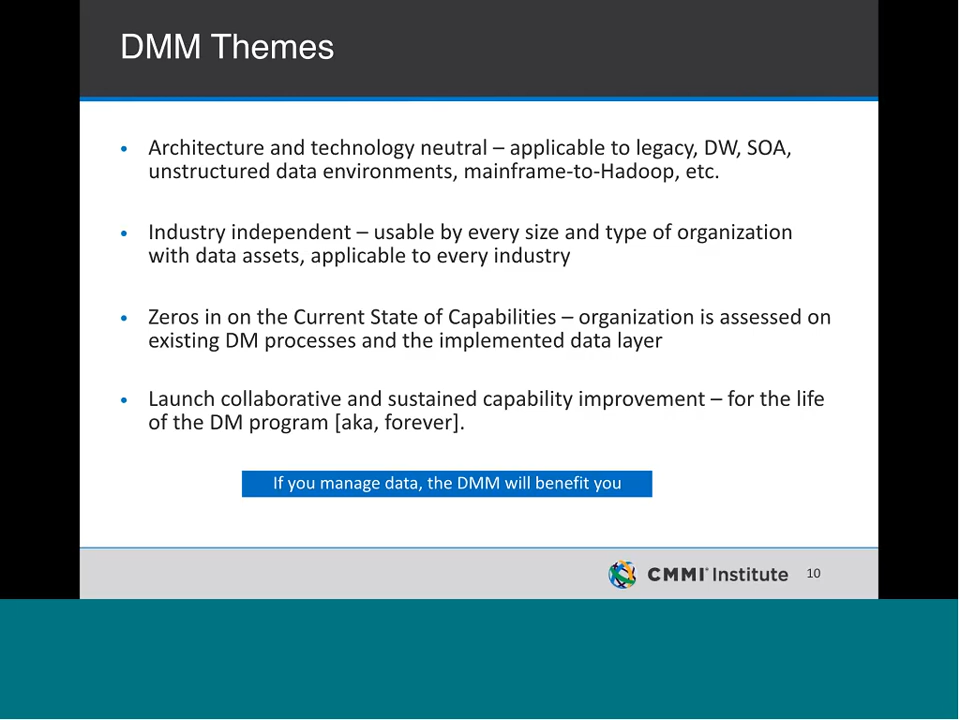 DMM Themes
• Architecture and technology neutral – applicable to legacy, DW, SOA,
unstructured data environments, mainframe-to-Hadoop, etc.
• Industry independent – usable by every size and type of organization
with data assets, applicable to every industry
• Zeros in on the Current State of Capabilities – organization is assessed on
existing DM processes and the implemented data layer
• Launch collaborative and sustained capability improvement – for the life
of the DM program [aka, forever].
If you manage data, the DMM will benefit you
CMMI® Institute 10